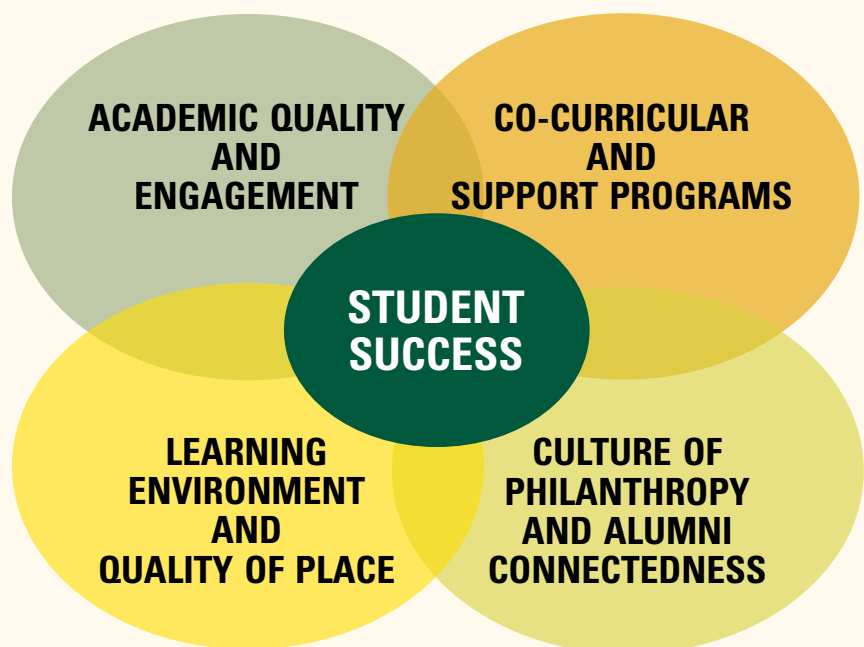 ACADEMIC QUALITY
AND
ENGAGEMENT
CO-CURRICULAR
AND
SUPPORT PROGRAMS
STUDENT
SUCCESS
LEARNING
ENVIRONMENT
AND
QUALITY OF PLACE
CULTURE OF
PHILANTHROPY
AND ALUMNI
CONNECTEDNESS